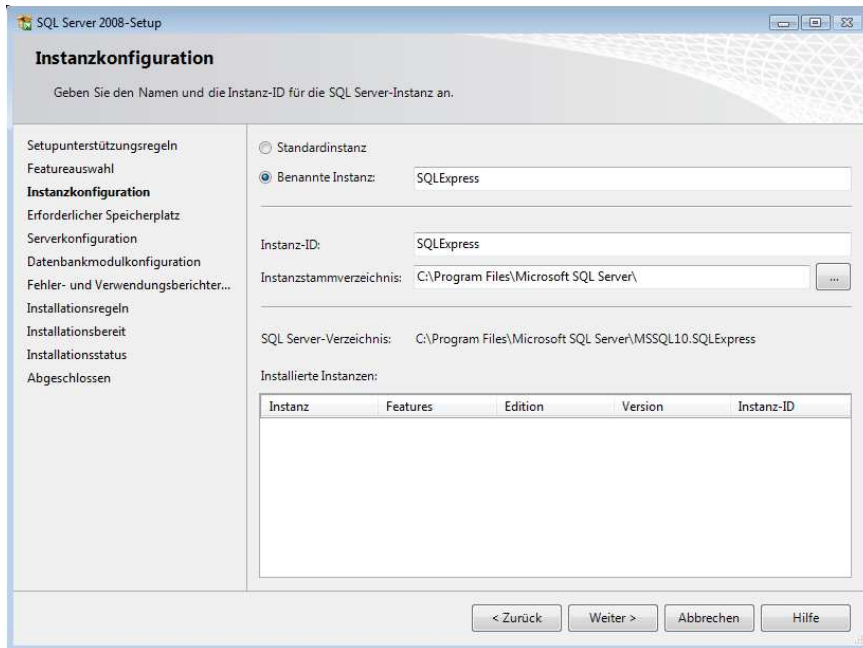 SQL Server 2008-Setup
Instanzkonfiguration
Geben Sie den Namen und die Instanz-ID für die SQL Server-Instanz an.
Setupunterstützungsregeln
Featureauswahl
Instanzkonfiguration
Erforderlicher Speicherplatz
Serverkonfiguration
Datenbankmodulkonfiguration
Fehler- und Verwendungsberichter...
Installationsregeln
Installationsbereit
Installationsstatus
Abgeschlossen
Standardinstanz
Benannte Instanz: SQLExpress
Instanz-ID: SQLExpress
Instanzstammverzeichnis: C:\Program Files\Microsoft SQL Server\ ...
SQL Server-Verzeichnis: C:\Program Files\Microsoft SQL Server\MSSQL10.SQLExpress
Installierte Instanzen:
Instanz Features Edition Version Instanz-ID
< Zurück Weiter > Abbrechen Hilfe